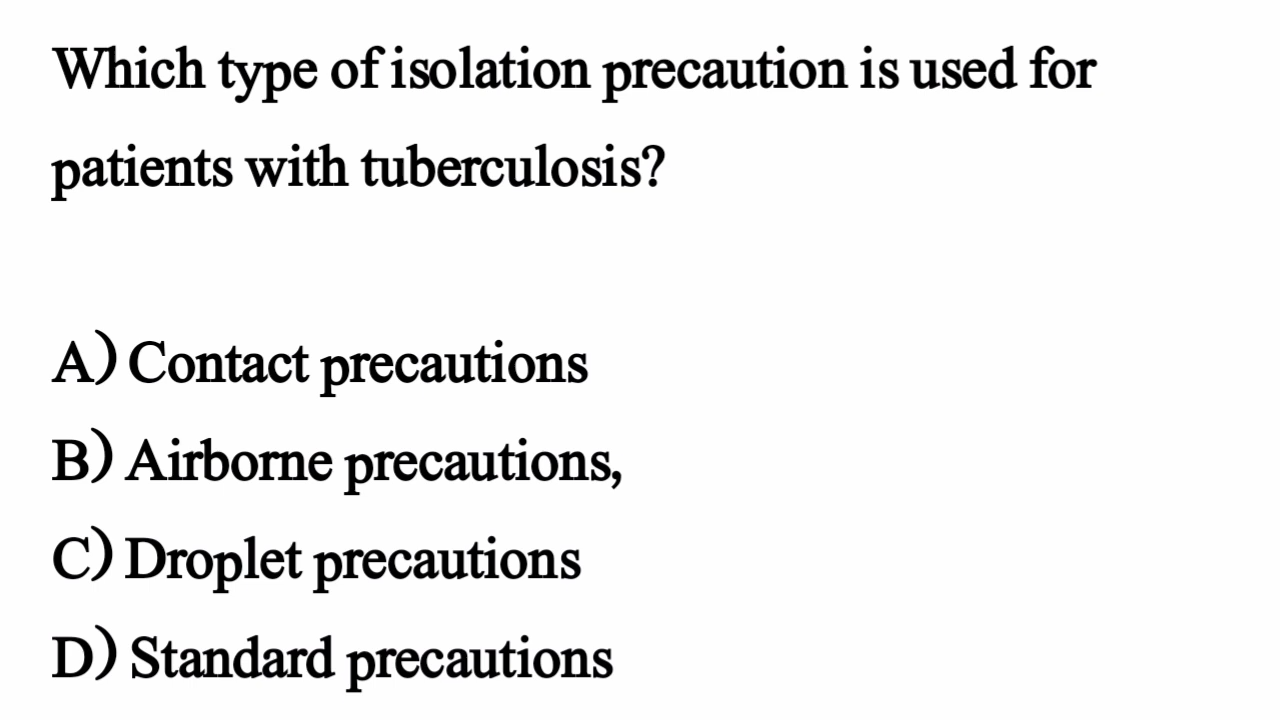 Which type of isolation precaution is used for
patients with tuberculosis?
A) Contact precautions
B) Airborne precautions,
C) Droplet precautions
D) Standard precautions